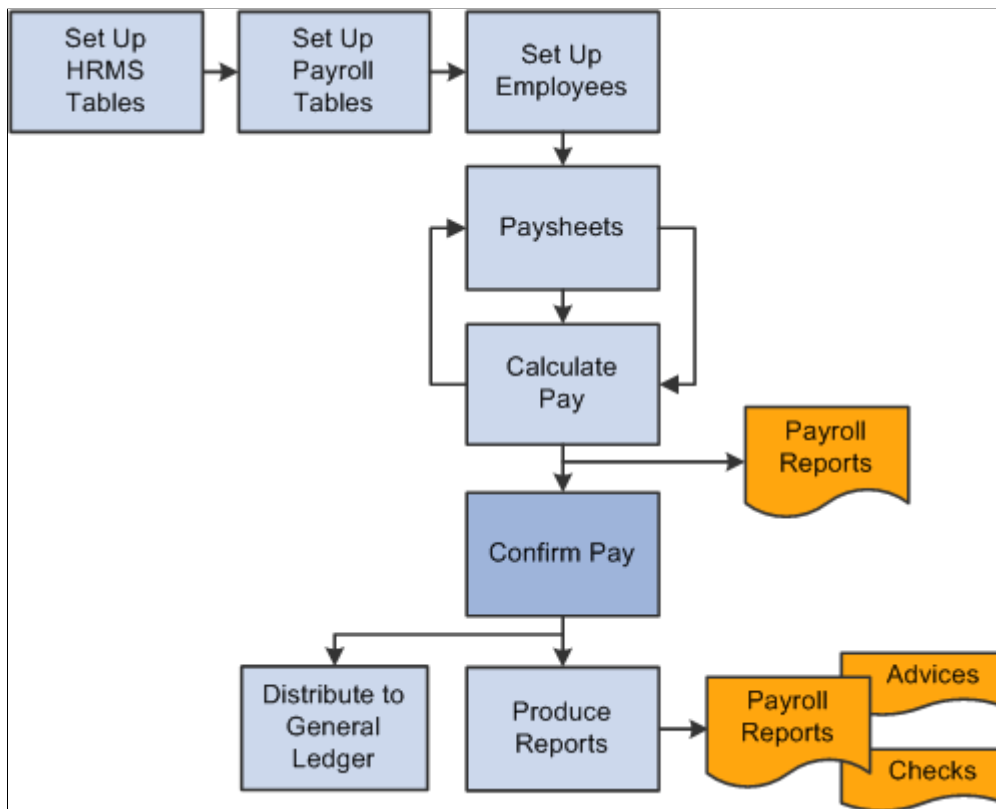 Set Up
HRMS
Tables
Set Up
Payroll
Tables
Set Up
Employees
Paysheets
Calculate
Pay
Payroll
Reports
Confirm Pay
Distribute to
General
Ledger
Produce
Reports
Payroll
Reports
Advices
Checks